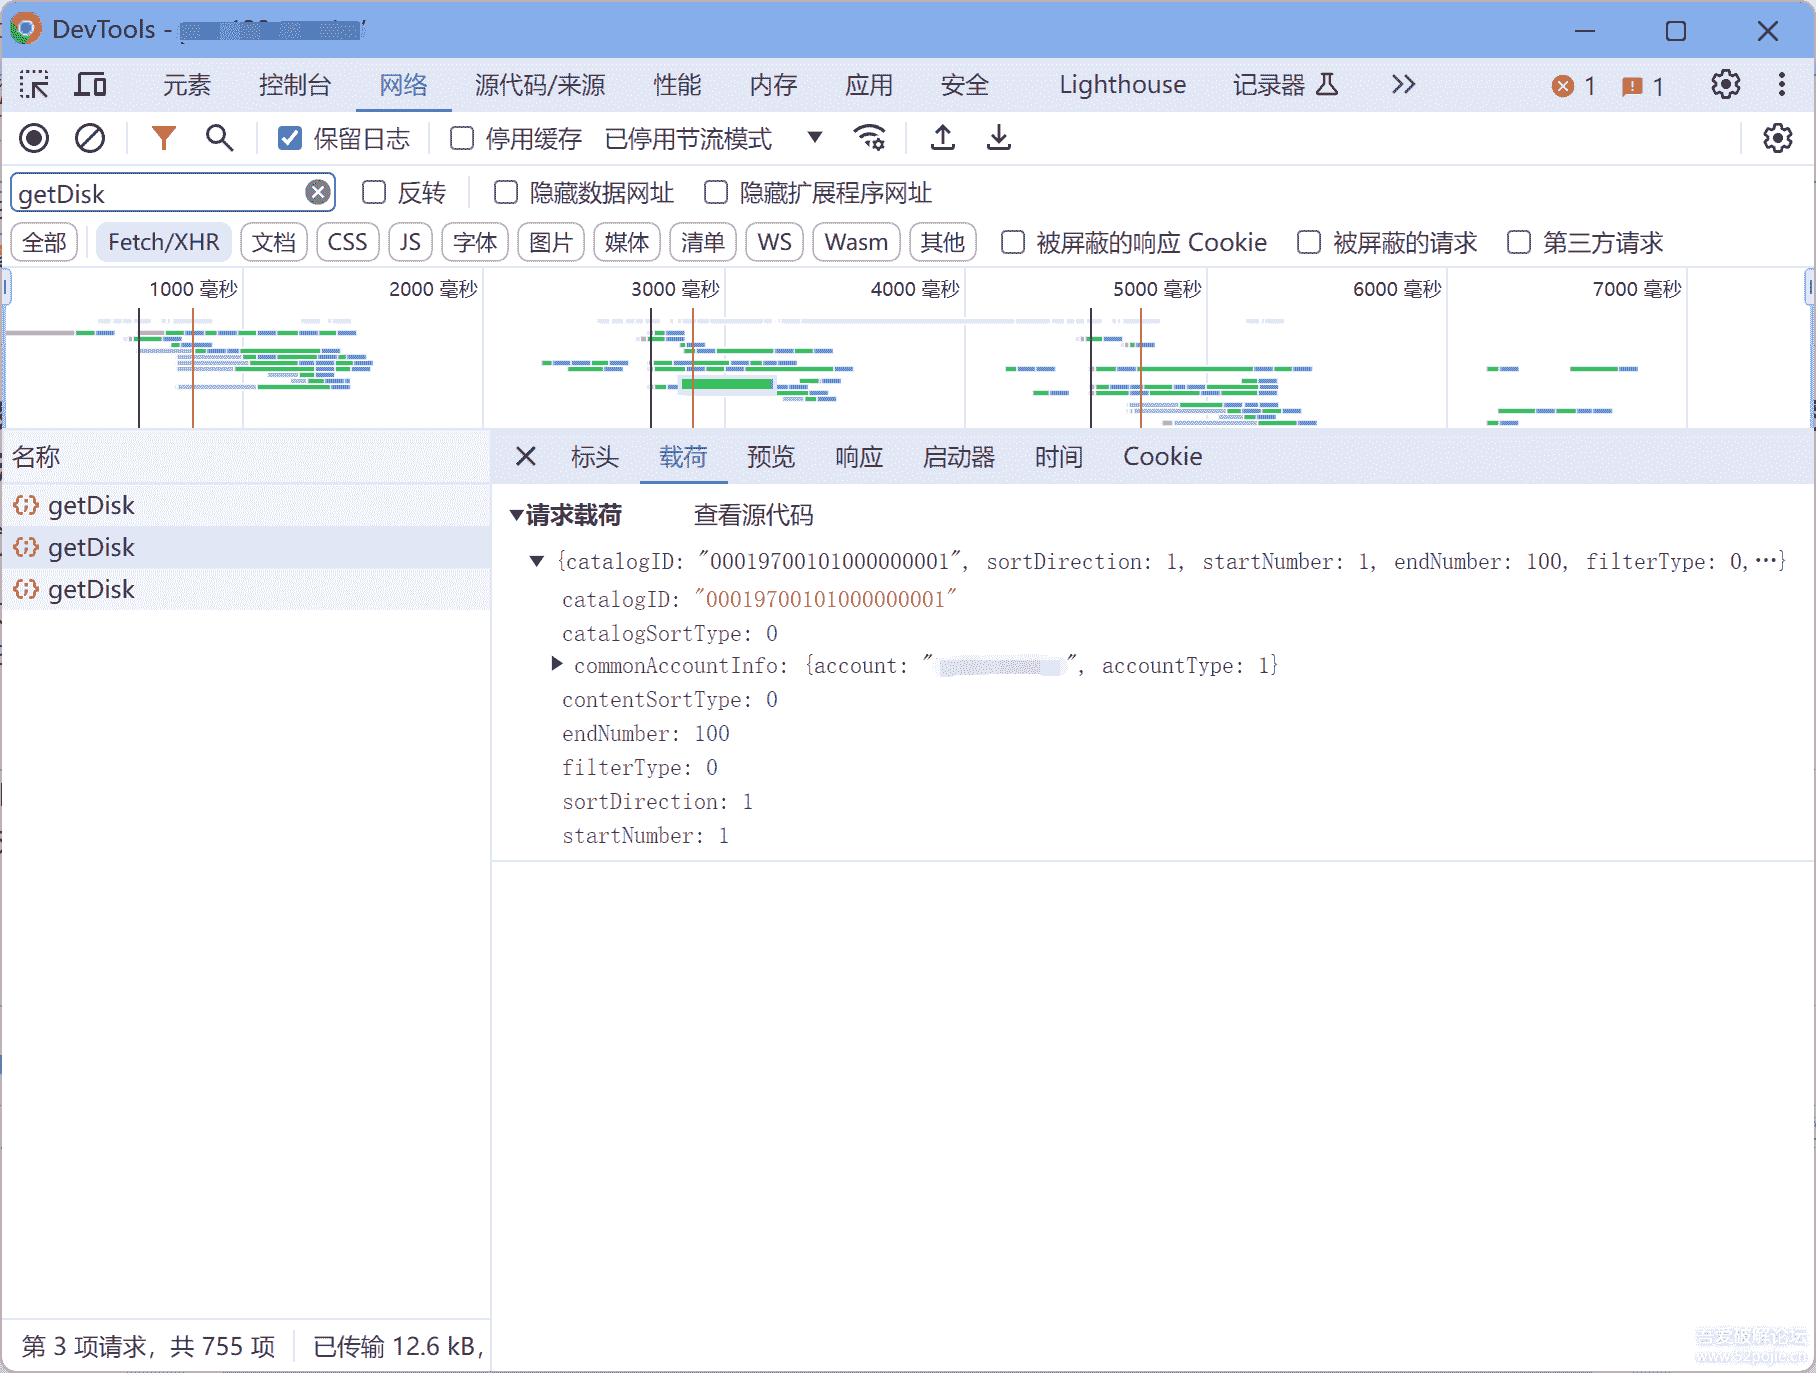 DevTools -
元素 控制台 网络 源代码/来源 性能 内存 应用 安全 Lighthouse 记录器 1 1
保留日志 停用缓存 已停用节流模式
getDisk 反转 隐藏数据网址 隐藏扩展程序网址
全部 Fetch/XHR 文档 CSS JS 字体 图片 媒体 清单 WS Wasm 其他 被屏蔽的响应 Cookie 被屏蔽的请求 第三方请求
1000 毫秒 2000 毫秒 3000 毫秒 4000 毫秒 5000 毫秒 6000 毫秒 7000 毫秒
名称
getDisk
getDisk
getDisk
标头 载荷 预览 响应 启动器 时间 Cookie
请求载荷 查看源代码
{catalogID: "00019700101000000001", sortDirection: 1, startNumber: 1, endNumber: 100, filterType: 0,…}
catalogID: "00019700101000000001"
catalogSortType: 0
commonAccountInfo: {account: "", accountType: 1}
contentSortType: 0
endNumber: 100
filterType: 0
sortDirection: 1
startNumber: 1
第 3 项请求，共 755 项 已传输 12.6 kB,
吾爱破解论坛
www.52pojie.cn